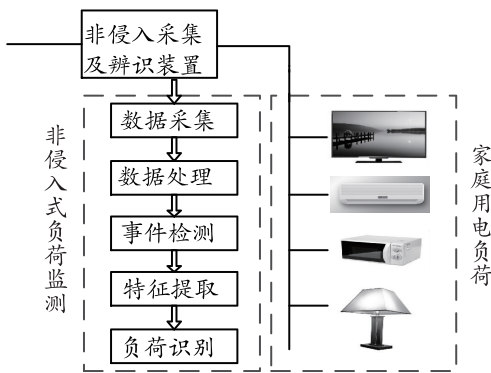 非侵入采集
及辨识装置
数据采集
数据处理
事件检测
特征提取
负荷识别
非侵入式负荷监测
家庭用电负荷